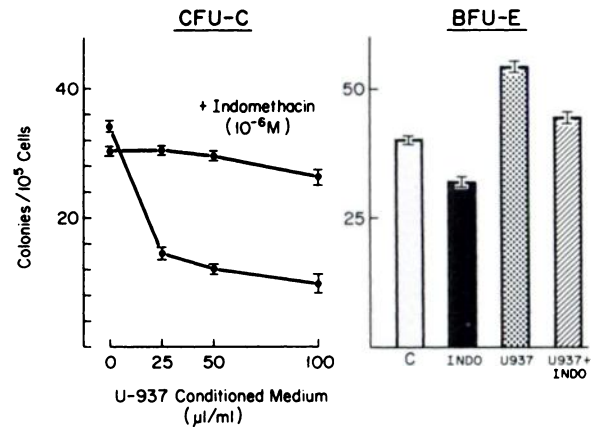 CFU-C
BFU-E
Colonies/10⁵ Cells
40
20
+ Indomethacin
(10⁻⁶M)
0
25
50
100
U-937 Conditioned Medium
(µl/ml)
50
25
C
INDO
U937
U937+
INDO